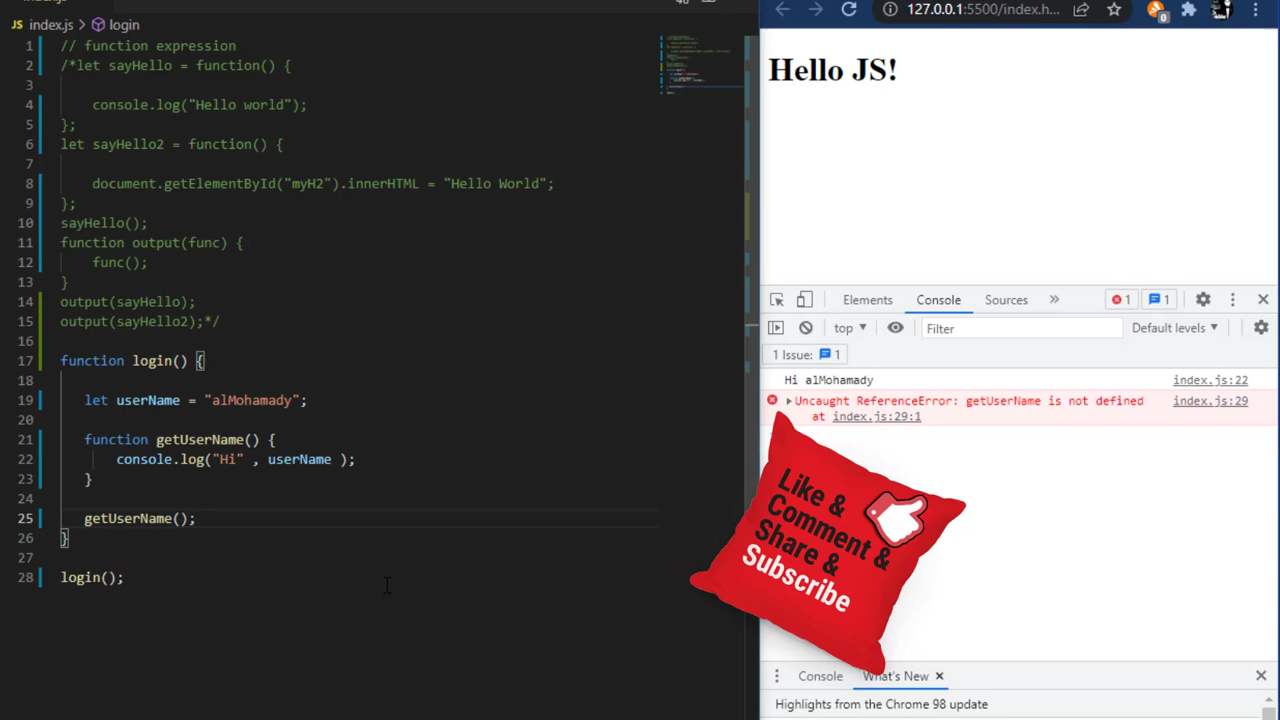 JS index.js > login
1 // function expression
2 /*let sayHello = function() {
3
4 console.log("Hello world");
5 };
6 let sayHello2 = function() {
7
8 document.getElementById("myH2").innerHTML = "Hello World";
9 };
10 sayHello();
11 function output(func) {
12 func();
13 }
14 output(sayHello);
15 output(sayHello2);*/
16
17 function login() {
18
19 let userName = "alMohamady";
20
21 function getUserName() {
22 console.log("Hi" , userName );
23 }
24
25 getUserName();
26 }
27
28 login();
127.0.0.1:5500/index.h...
0
Hello JS!
Elements Console Sources » 1 1
top ▼ Filter Default levels ▼
1 Issue: 1
Hi alMohamady index.js:22
Uncaught ReferenceError: getUserName is not defined index.js:29
at index.js:29:1
Like &
Comment &
Share &
Subscribe
Console What's New ×
Highlights from the Chrome 98 update